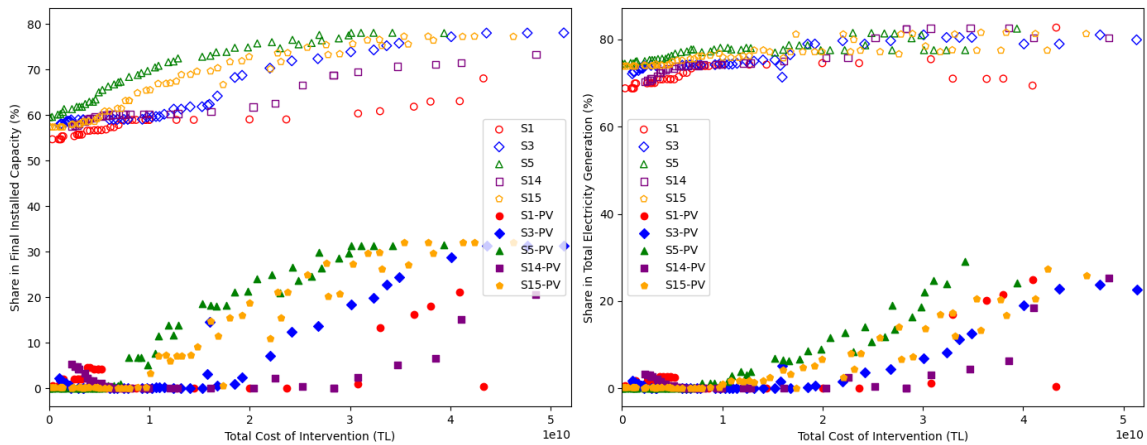 Share in Final Installed Capacity (%)
80
70
60
50
40
30
20
10
0
0
1
2
3
4
5
1e10
Total Cost of Intervention (TL)
S1
S3
S5
S14
S15
S1-PV
S3-PV
S5-PV
S14-PV
S15-PV
Share in Total Electricity Generation (%)
80
60
40
20
0
0
1
2
3
4
5
1e10
Total Cost of Intervention (TL)
S1
S3
S5
S14
S15
S1-PV
S3-PV
S5-PV
S14-PV
S15-PV